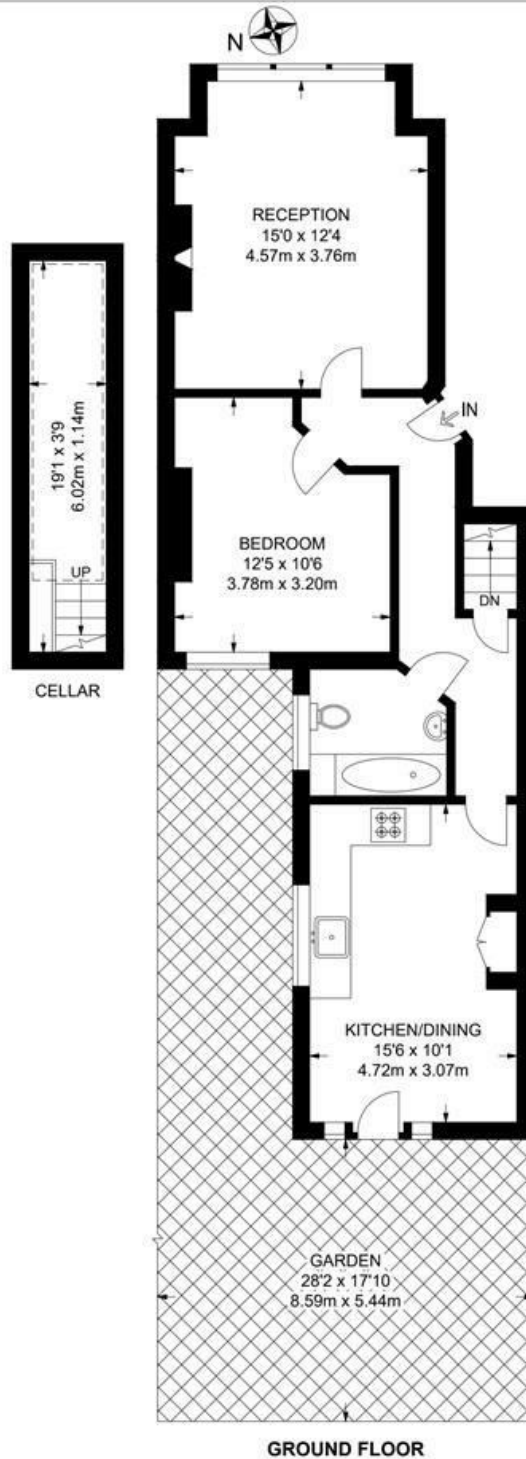 N
RECEPTION
15'0 x 12'4
4.57m x 3.76m
IN
19'1 x 3'9
6.02m x 1.14m
UP
CELLAR
BEDROOM
12'5 x 10'6
3.78m x 3.20m
DN
KITCHEN/DINING
15'6 x 10'1
4.72m x 3.07m
GARDEN
28'2 x 17'10
8.59m x 5.44m
GROUND FLOOR